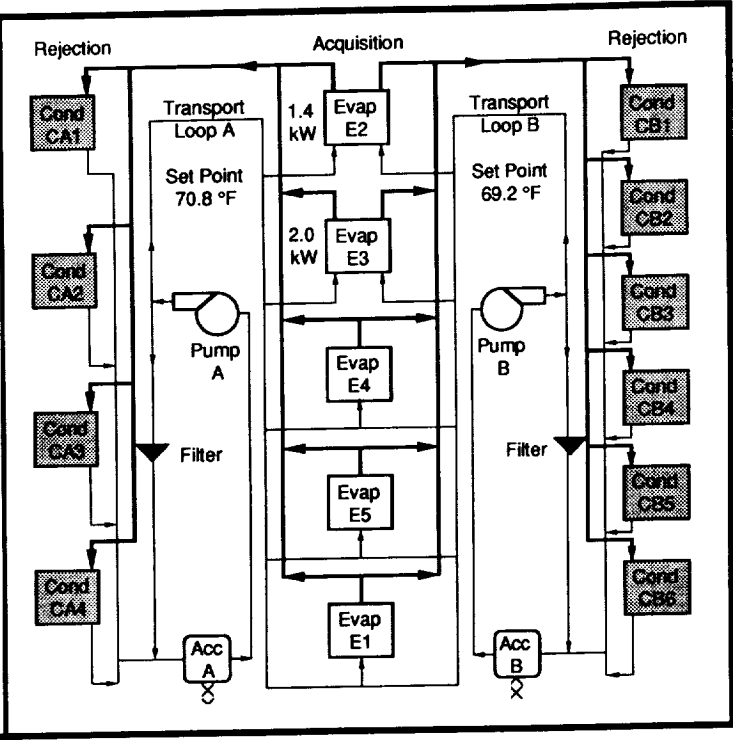 Rejection
Acquisition
Rejection
Cond
CA1
Transport
Loop A
1.4
kW
Evap
E2
Transport
Loop B
Cond
CB1
Set Point
70.8 °F
Set Point
69.2 °F
Cond
CB2
Cond
CA2
2.0
kW
Evap
E3
Cond
CB3
Pump
A
Pump
B
Evap
E4
Cond
CB4
Cond
CA3
Filter
Filter
Evap
E5
Cond
CB5
Cond
CA4
Evap
E1
Cond
CB6
Acc
A
Acc
B